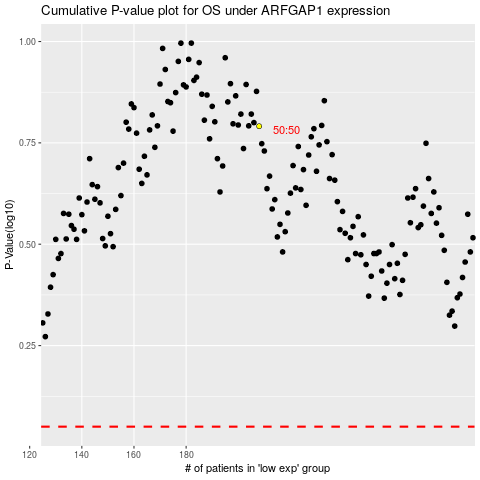 Cumulative P-value plot for OS under ARFGAP1 expression
P-Value(log10)
1.00
0.75
0.50
0.25
50:50
120 140 160 180
# of patients in 'low exp' group